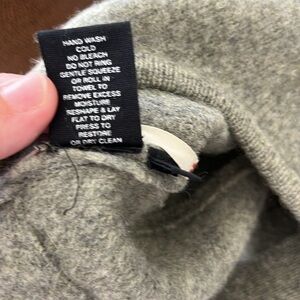 HAND WASH
COLD
NO BLEACH
DO NOT RING
GENTLE SQUEEZE
OR ROLL IN
TOWEL TO
REMOVE EXCESS
MOISTURE
RESHAPE & LAY
FLAT TO DRY
PRESS TO
RESTORE
OR DRY CLEAN